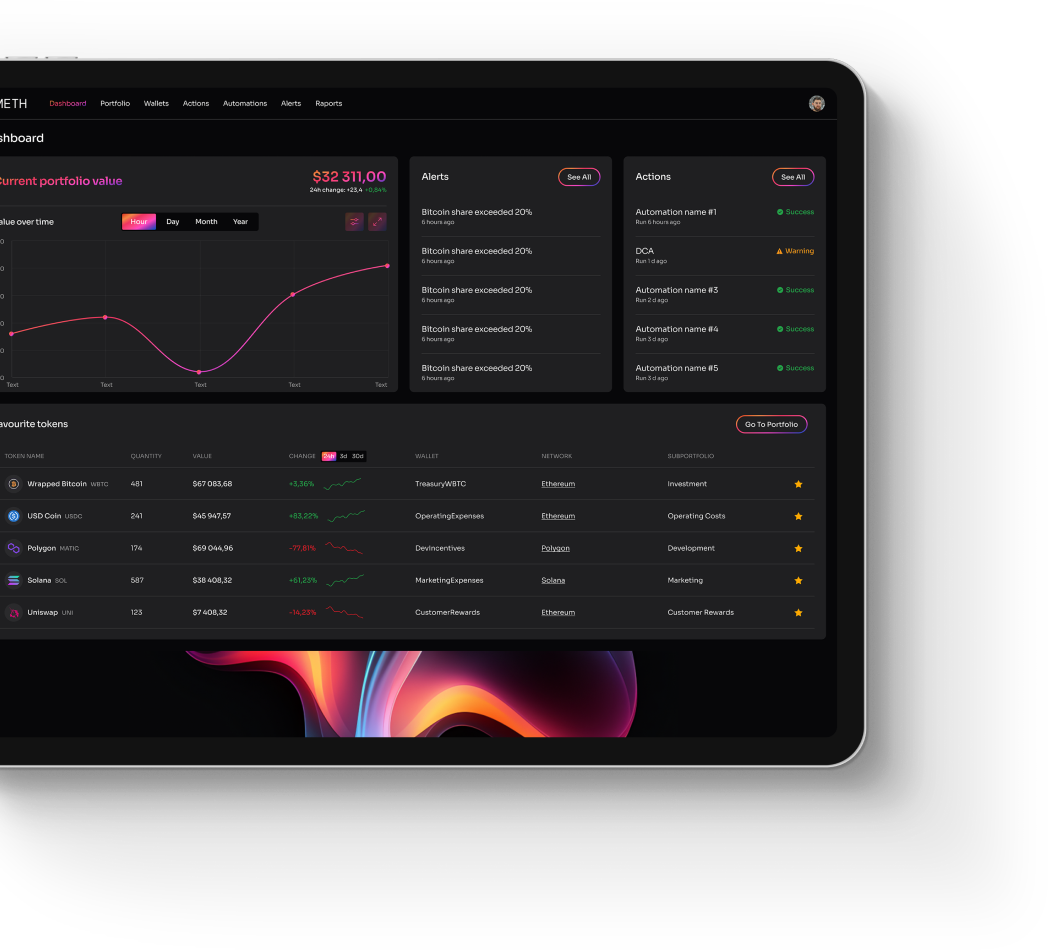 METH Dashboard Portfolio Wallets Actions Automations Alerts Raports
shboard
Current portfolio value
$32 311,00
24h change: +23,4 +0,84%
alue over time
Hour Day Month Year
0
0
0
0
0
0
Text Text Text Text Text
Alerts See All
Bitcoin share exceeded 20%
6 hours ago
Bitcoin share exceeded 20%
6 hours ago
Bitcoin share exceeded 20%
6 hours ago
Bitcoin share exceeded 20%
6 hours ago
Bitcoin share exceeded 20%
6 hours ago
Actions See All
Automation name #1 Success
Run 6 hours ago
DCA Warning
Run 1 d ago
Automation name #3 Success
Run 2 d ago
Automation name #4 Success
Run 3 d ago
Automation name #5 Success
Run 3 d ago
avourite tokens Go To Portfolio
TOKEN NAME QUANTITY VALUE CHANGE 24h 3d 30d WALLET NETWORK SUBPORTFOLIO
Wrapped Bitcoin WBTC 481 $67 083,68 +3,36% TreasuryWBTC Ethereum Investment
USD Coin USDC 241 $45 947,57 +83,22% OperatingExpenses Ethereum Operating Costs
Polygon MATIC 174 $69 044,96 -77,81% Devincentives Polygon Development
Solana SOL 587 $38 408,32 +61,23% MarketingExpenses Solana Marketing
Uniswap UNI 123 $7 408,32 -14,23% CustomerRewards Ethereum Customer Rewards